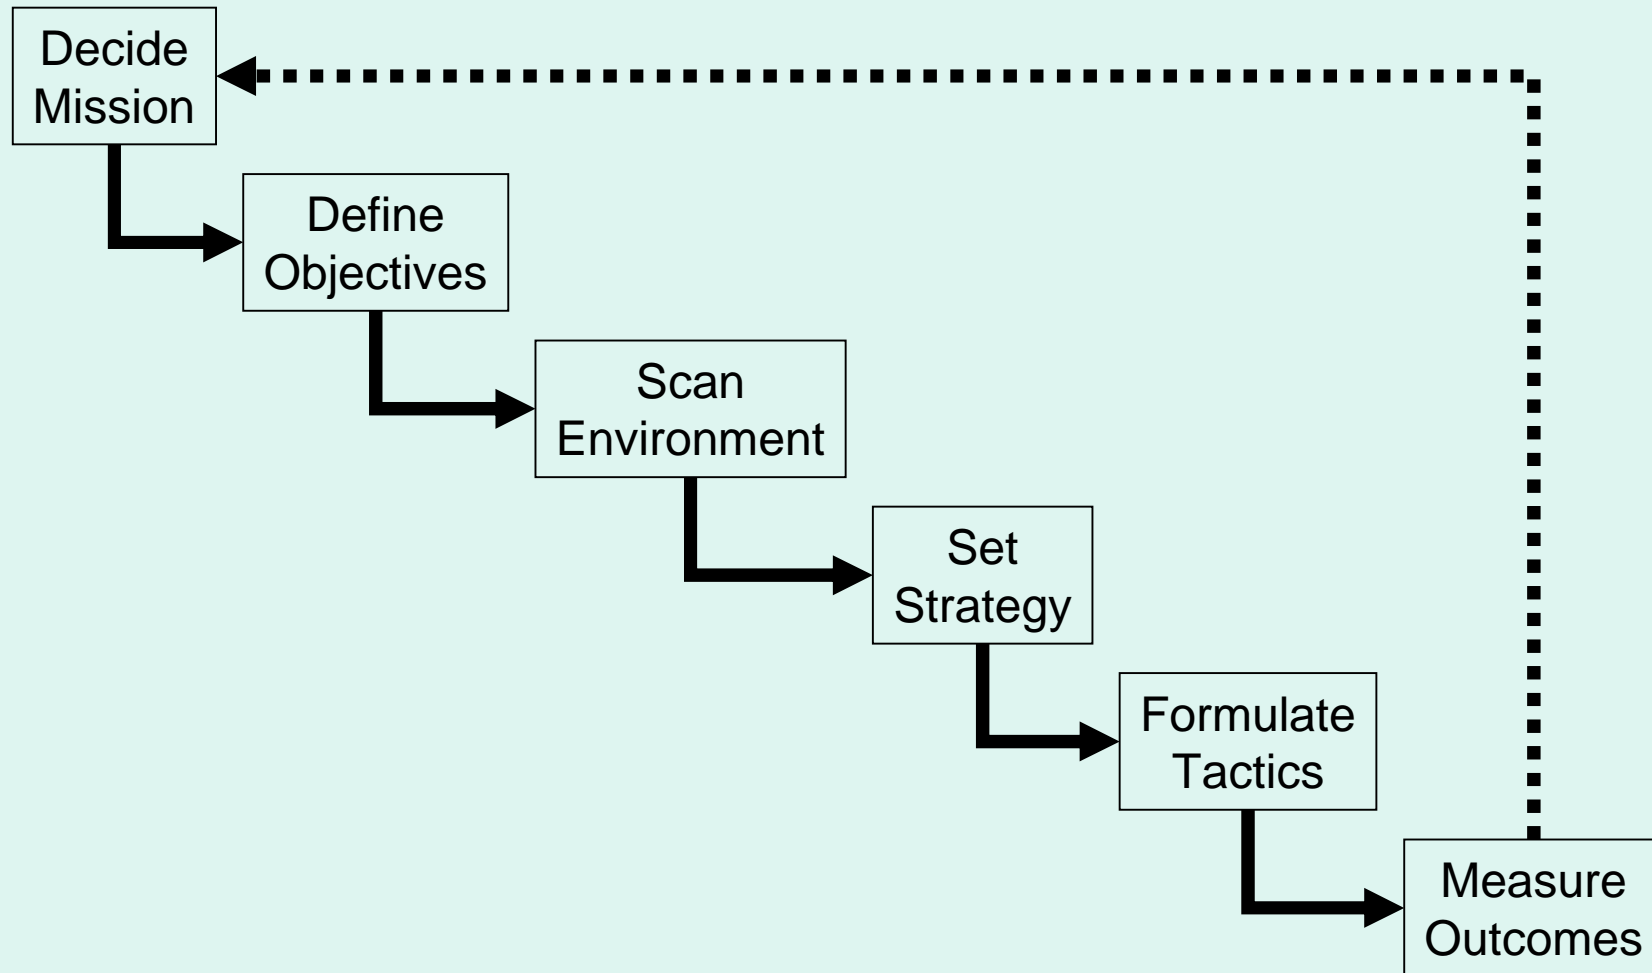 Decide
Mission
Define
Objectives
Scan
Environment
Set
Strategy
Formulate
Tactics
Measure
Outcomes